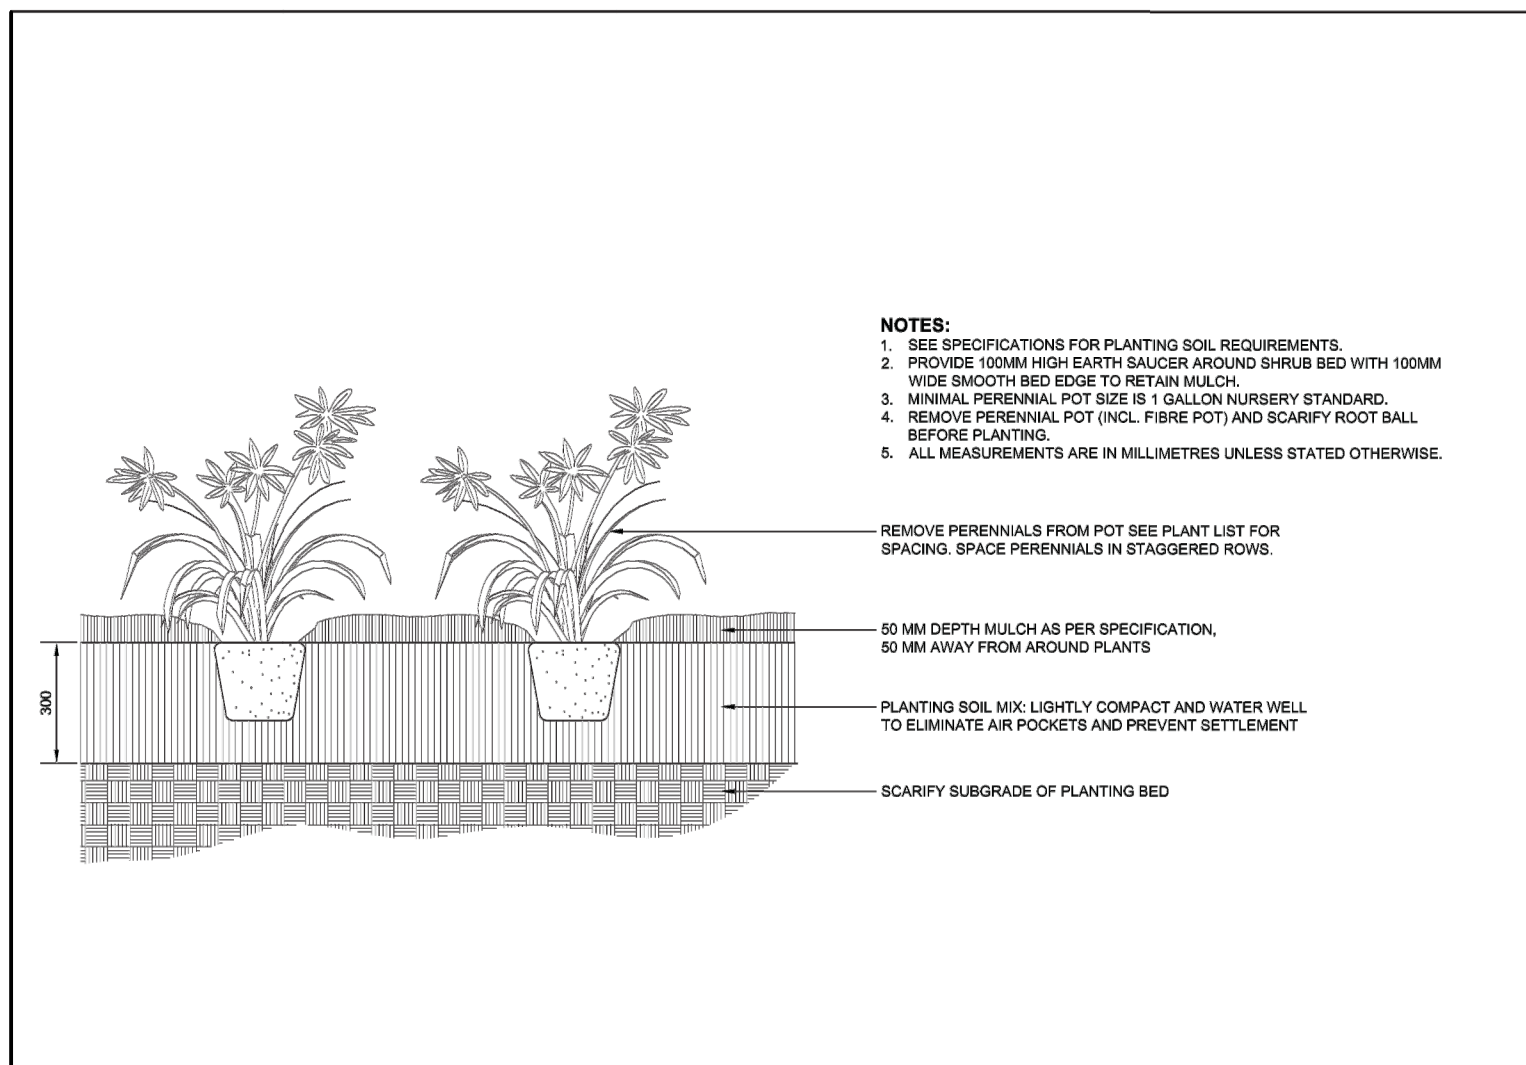 NOTES:
1. SEE SPECIFICATIONS FOR PLANTING SOIL REQUIREMENTS.
2. PROVIDE 100MM HIGH EARTH SAUCER AROUND SHRUB BED WITH 100MM
WIDE SMOOTH BED EDGE TO RETAIN MULCH.
3. MINIMAL PERENNIAL POT SIZE IS 1 GALLON NURSERY STANDARD.
4. REMOVE PERENNIAL POT (INCL. FIBRE POT) AND SCARIFY ROOT BALL
BEFORE PLANTING.
5. ALL MEASUREMENTS ARE IN MILLIMETRES UNLESS STATED OTHERWISE.
REMOVE PERENNIALS FROM POT SEE PLANT LIST FOR
SPACING. SPACE PERENNIALS IN STAGGERED ROWS.
50 MM DEPTH MULCH AS PER SPECIFICATION,
50 MM AWAY FROM AROUND PLANTS
300
PLANTING SOIL MIX: LIGHTLY COMPACT AND WATER WELL
TO ELIMINATE AIR POCKETS AND PREVENT SETTLEMENT
SCARIFY SUBGRADE OF PLANTING BED